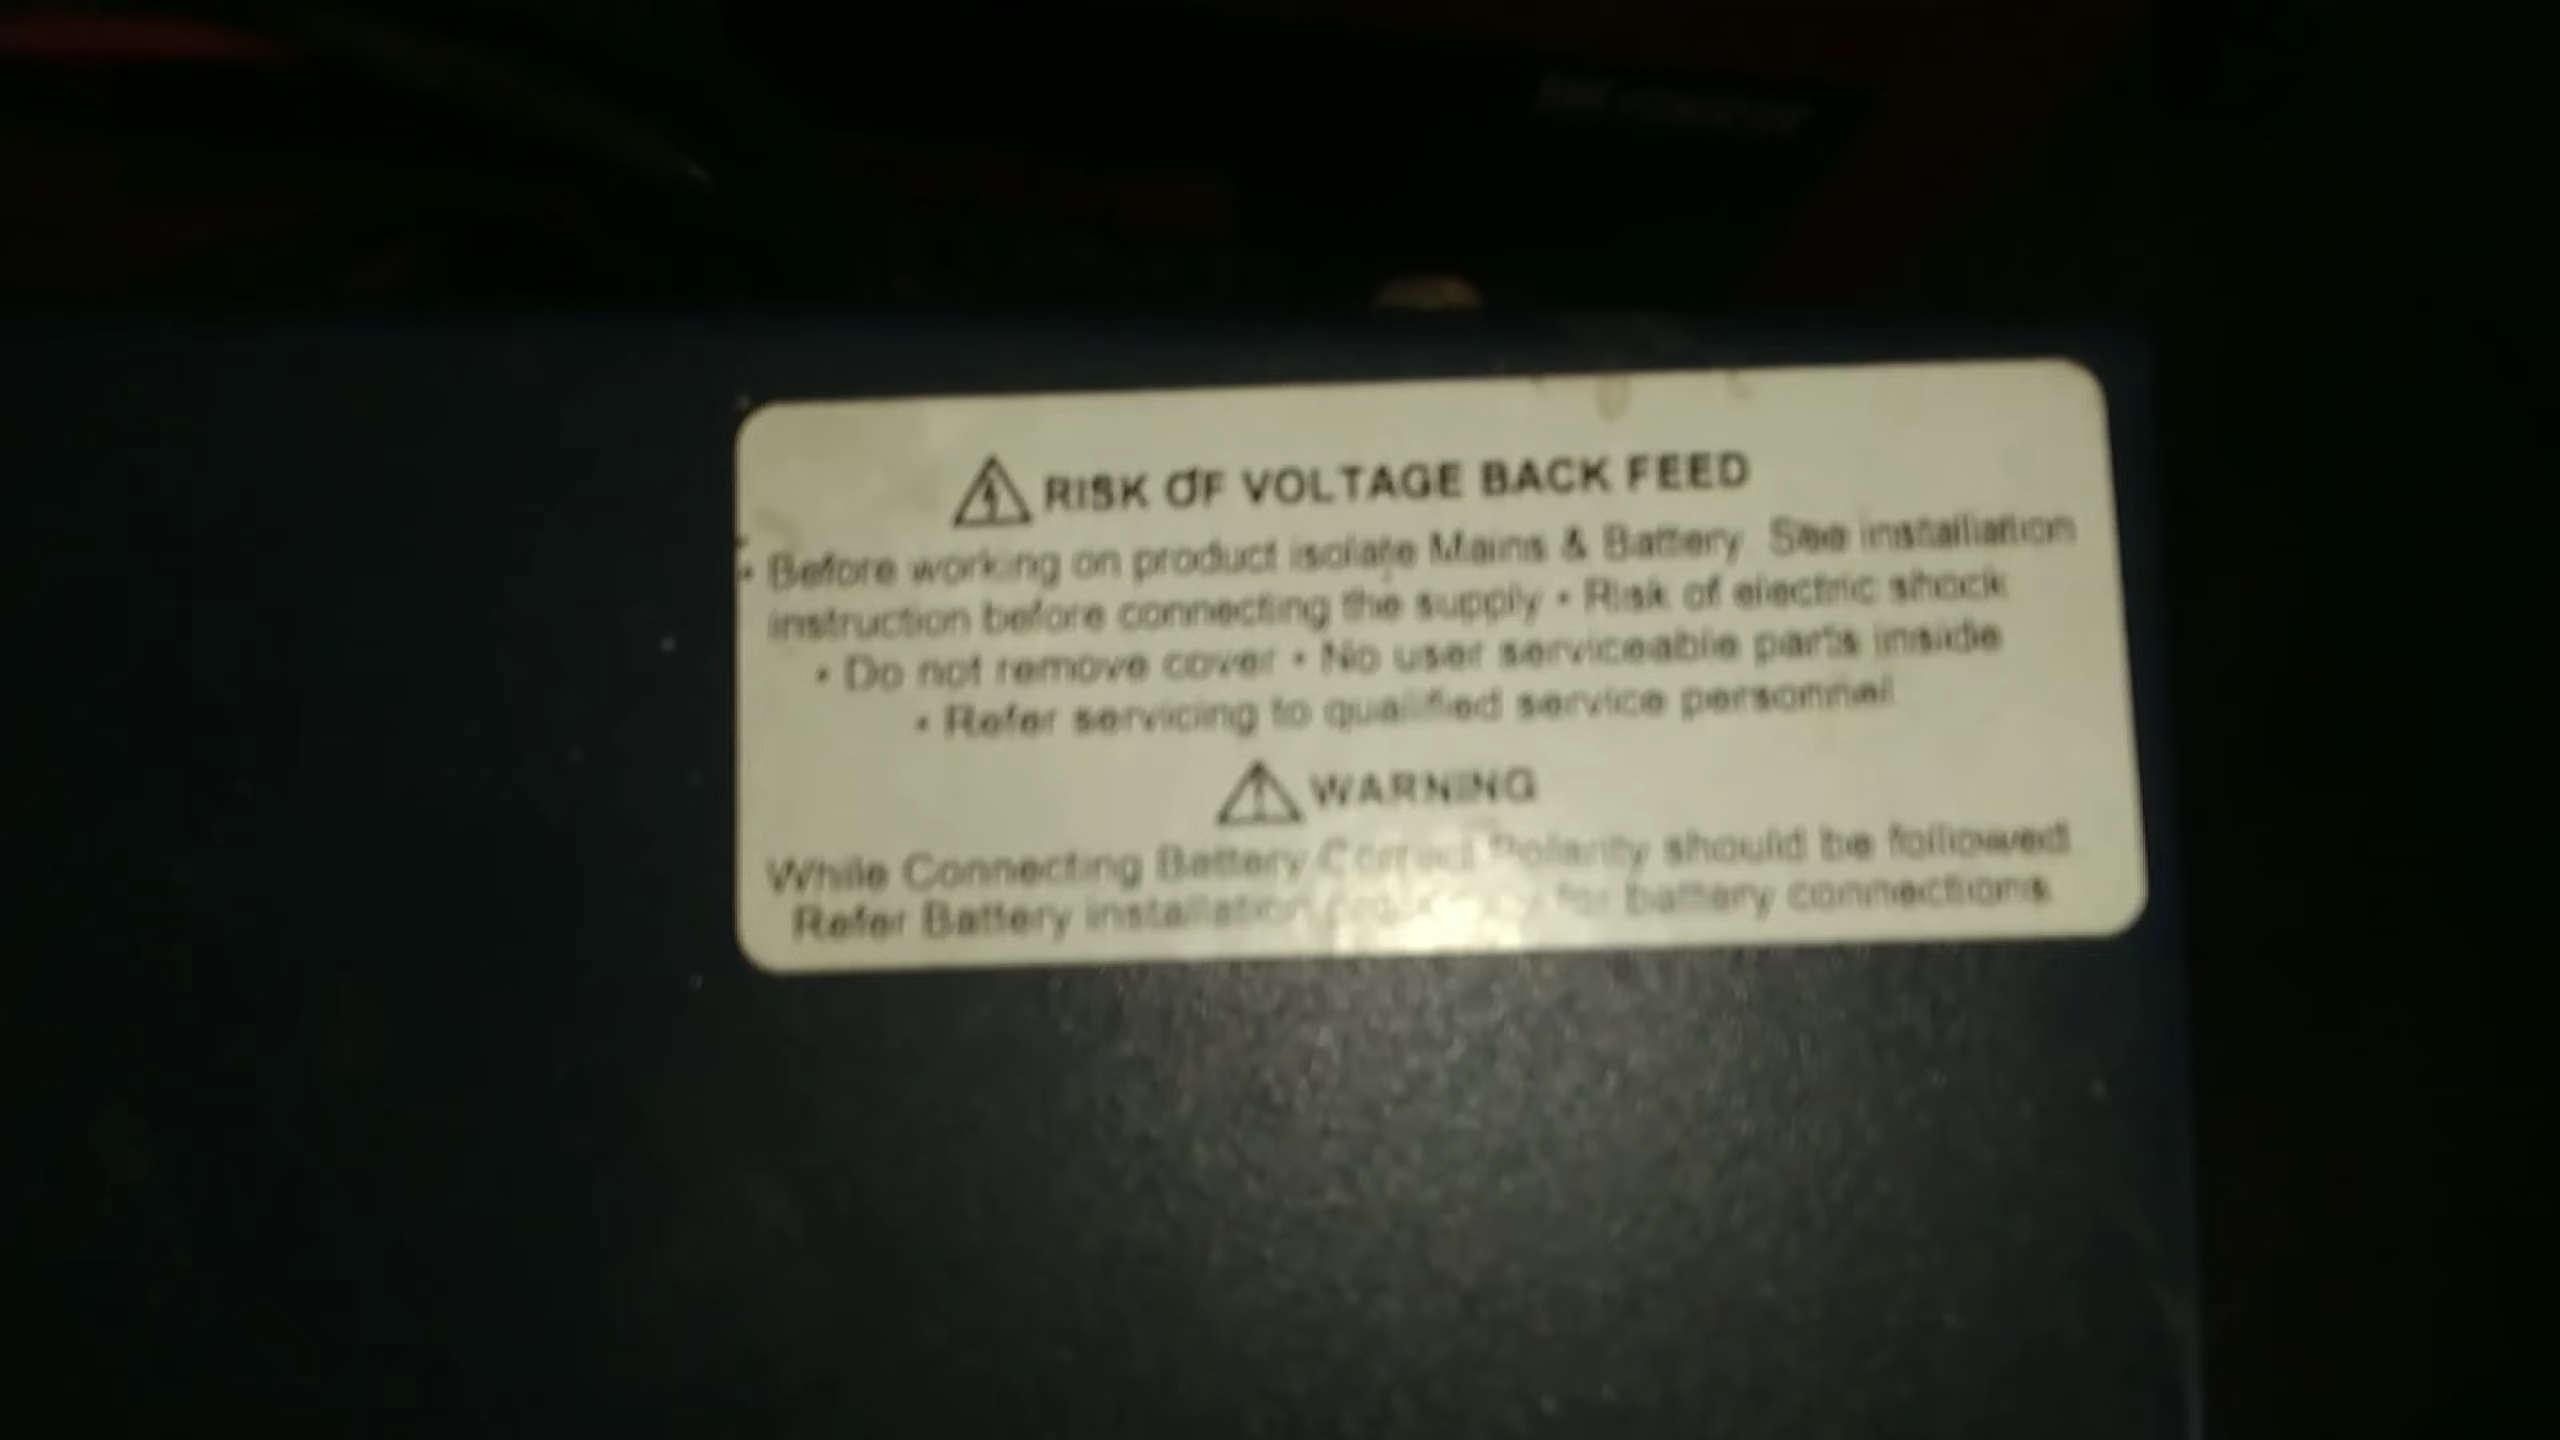 RISK OF VOLTAGE BACK FEED
• Before working on product isolate Mains & Battery. See installation
instruction before connecting the supply • Risk of electric shock
• Do not remove cover • No user serviceable parts inside
• Refer servicing to qualified service personnel
WARNING
While Connecting Battery Correct Polarity should be followed
Refer Battery installation for battery connections